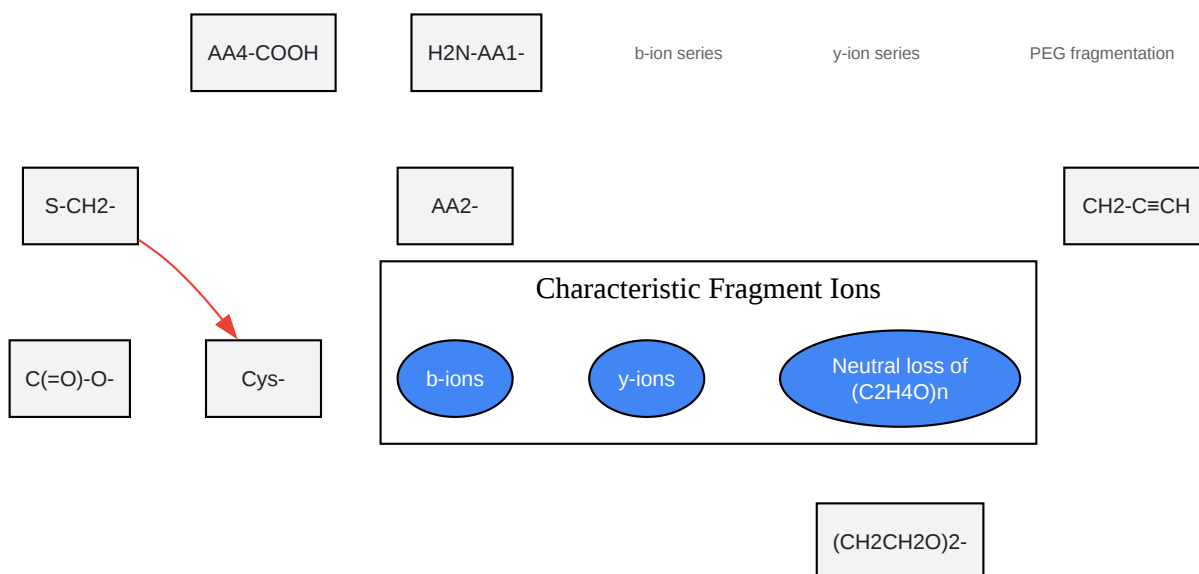 AA4-COOH
H2N-AA1-
b-ion series
y-ion series
PEG fragmentation
S-CH2-
AA2-
CH2-C≡CH
Characteristic Fragment Ions
C(=O)-O-
Cys-
b-ions
y-ions
Neutral loss of
(C2H4O)n
(CH2CH2O)2-